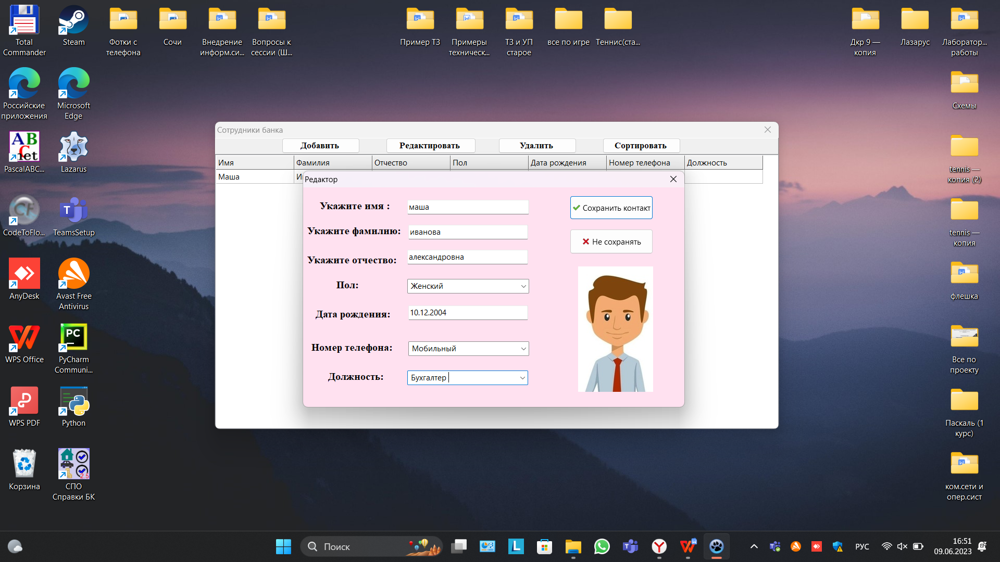 Total
Commander
Steam
Фотки с
телефона
Сочи
Внедрение
информ.си...
Вопросы к
сессии (Ш...
Пример ТЗ
Примеры
техническ...
ТЗ и УП
старое
все по игре
Теннис(ста...
Дкр 9 —
копия
Лазарус
Лаборатор...
работы
Российские
приложения
Microsoft
Edge
Схемы
Сотрудники банка
Добавить
Редактировать
Удалить
Сортировать
PascalABC...
Lazarus
Имя
Фамилия
Отчество
Пол
Дата рождения
Номер телефона
Должность
tennis —
копия (2)
Маша
Редактор
Укажите имя :
маша
Сохранить контакт
Укажите фамилию:
иванова
Не сохранять
Укажите отчество:
александровна
Пол:
Женский
Дата рождения:
10.12.2004
Номер телефона:
Мобильный
Должность:
Бухгалтер
CodeToFlo...
TeamsSetup
tennis —
копия
AnyDesk
Avast Free
Antivirus
флешка
WPS Office
PC
PyCharm
Communi...
Все по
проекту
WPS PDF
Python
Паскаль (1
курс)
Корзина
2.5
СПО
Справки БК
ком.сети и
опер.сист
Поиск
РУС
16:51
09.06.2023